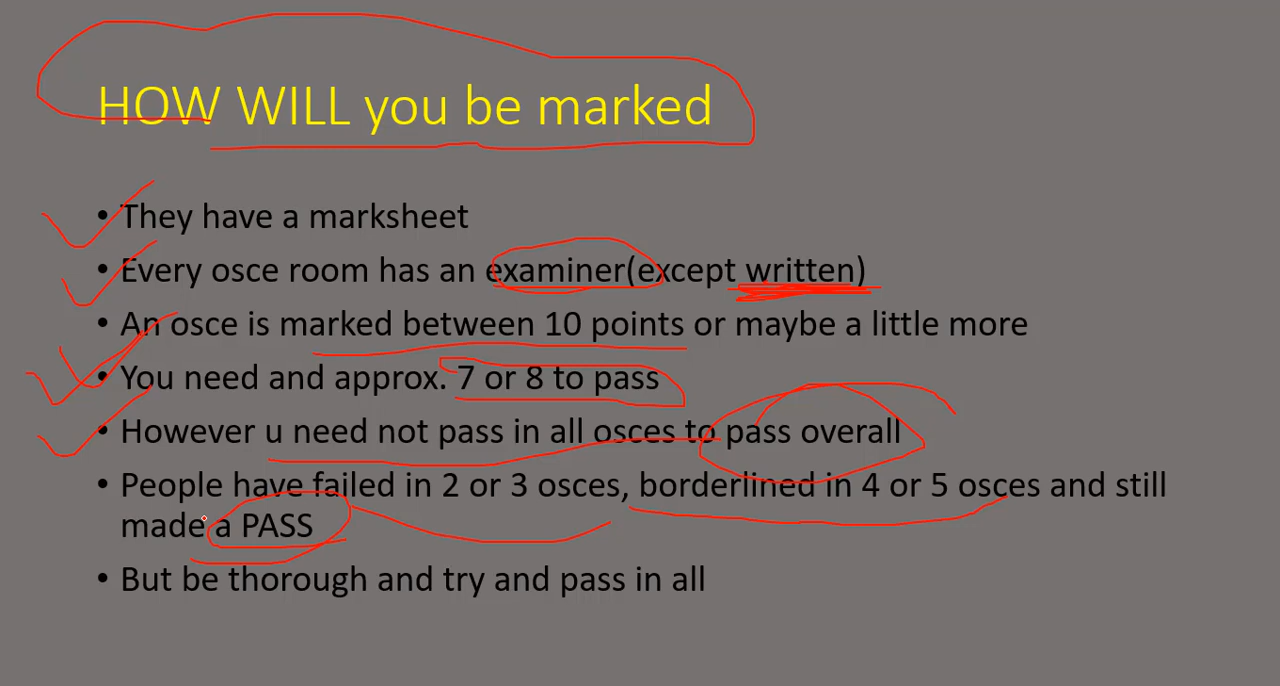 HOW WILL you be marked
• They have a marksheet
• Every osce room has an examiner(except written)
• An osce is marked between 10 points or maybe a little more
• You need and approx. 7 or 8 to pass
• However u need not pass in all osces to pass overall
• People have failed in 2 or 3 osces, borderlined in 4 or 5 osces and still
made a PASS
• But be thorough and try and pass in all